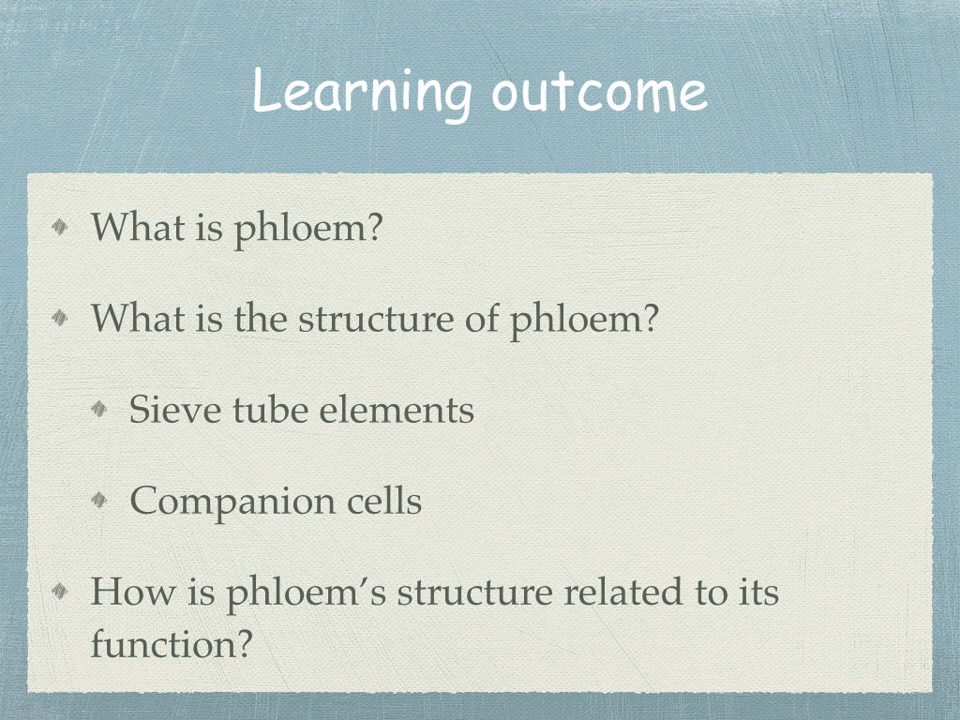 Learning outcome
What is phloem?
What is the structure of phloem?
Sieve tube elements
Companion cells
How is phloem’s structure related to its
function?